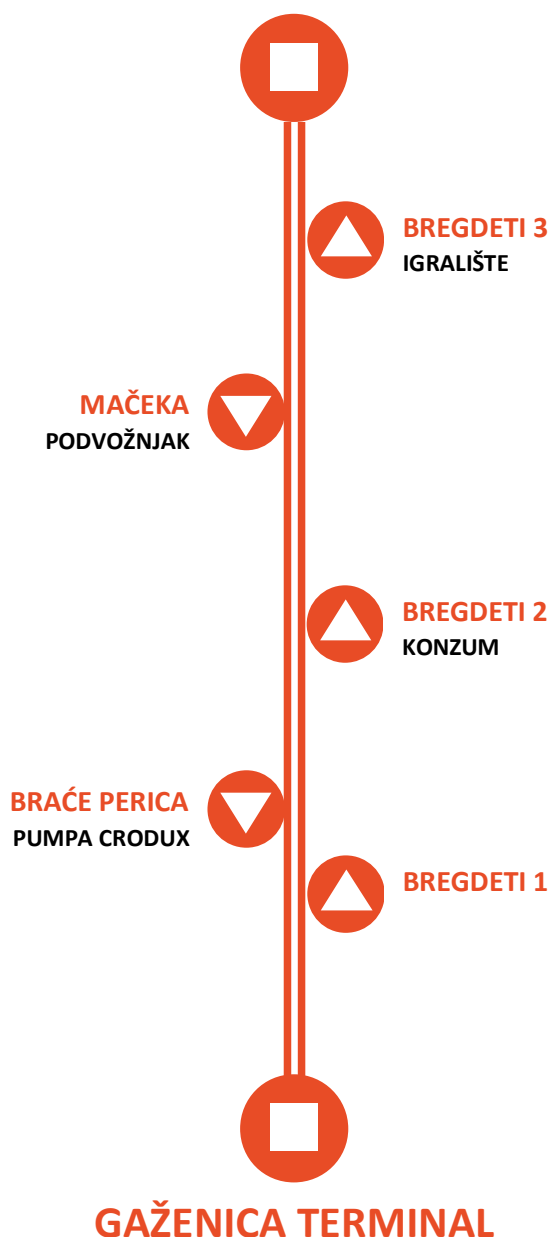 BREGDETI 3
IGRALIŠTE
MAČEKA
PODVOŽNJAK
BREGDETI 2
KONZUM
BRAĆE PERICA
PUMPA CRODUX
BREGDETI 1
GAŽENICA TERMINAL